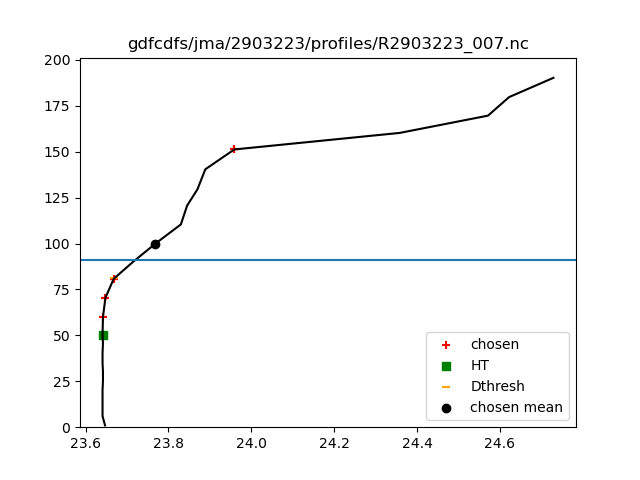 gdfcdfs/jma/2903223/profiles/R2903223_007.nc
200
175
150
125
100
75
50
25
0
chosen
HT
Dthresh
chosen mean
23.6 23.8 24.0 24.2 24.4 24.6